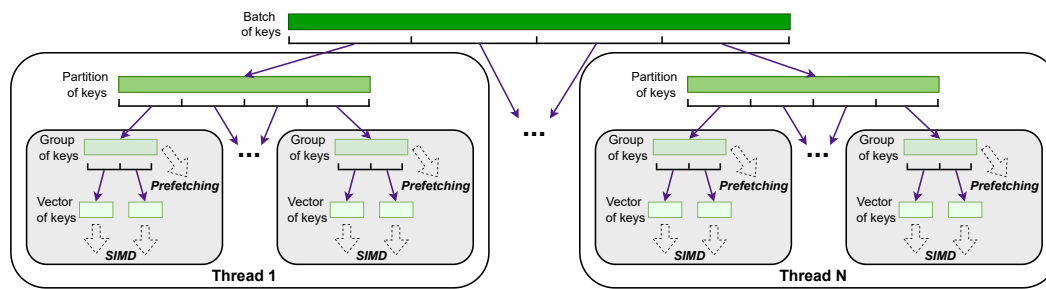 Batch
of keys
...
Partition
of keys
Partition
of keys
Group
of keys
...
Group
of keys
Group
of keys
...
Group
of keys
Prefetching
Prefetching
Prefetching
Prefetching
Vector
of keys
Vector
of keys
Vector
of keys
Vector
of keys
SIMD
SIMD
SIMD
SIMD
Thread 1
Thread N